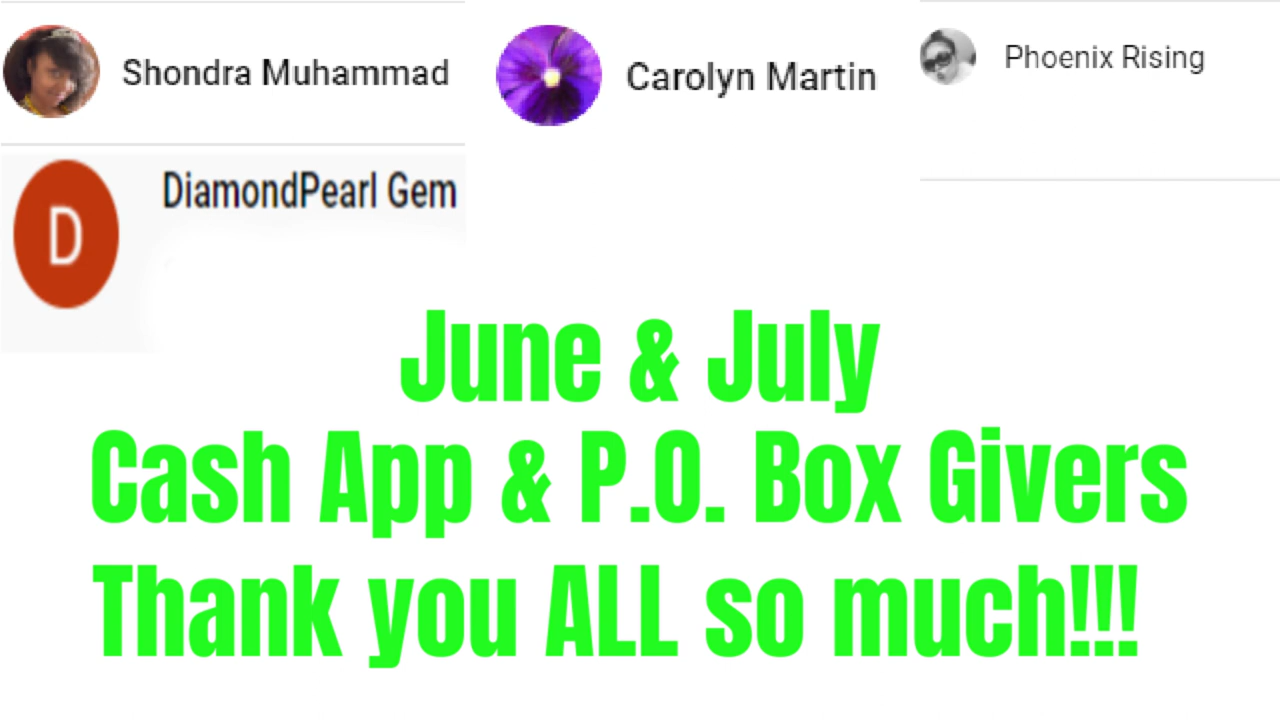 Shondra Muhammad
Carolyn Martin
Phoenix Rising
D
DiamondPearl Gem
June & July
Cash App & P.O. Box Givers
Thank you ALL so much!!!